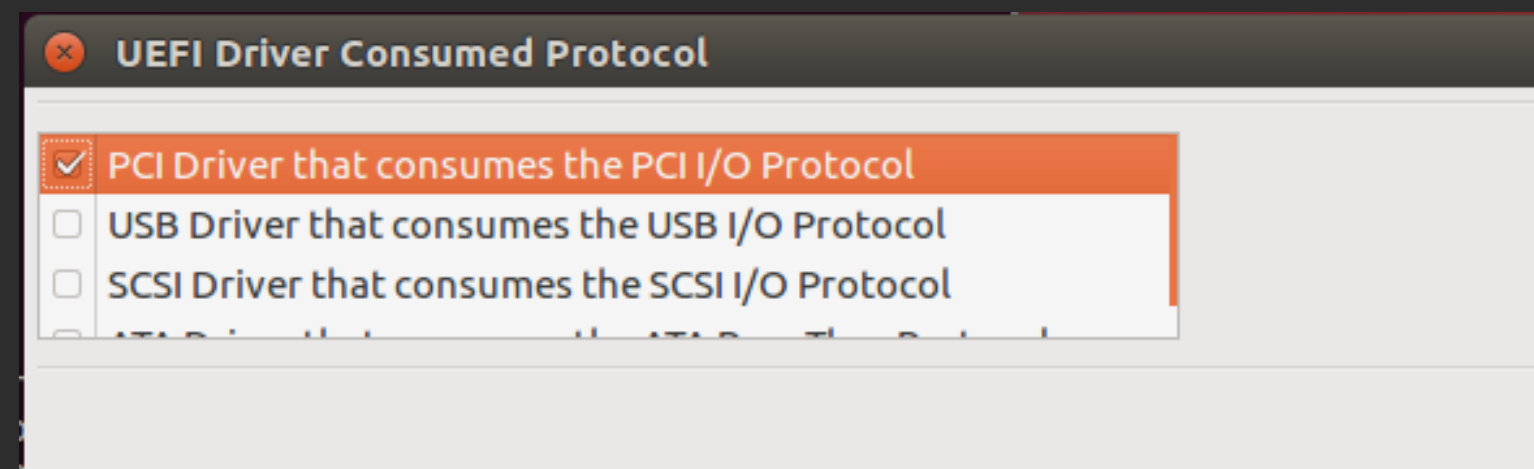 UEFI Driver Consumed Protocol
PCI Driver that consumes the PCI I/O Protocol
USB Driver that consumes the USB I/O Protocol
SCSI Driver that consumes the SCSI I/O Protocol